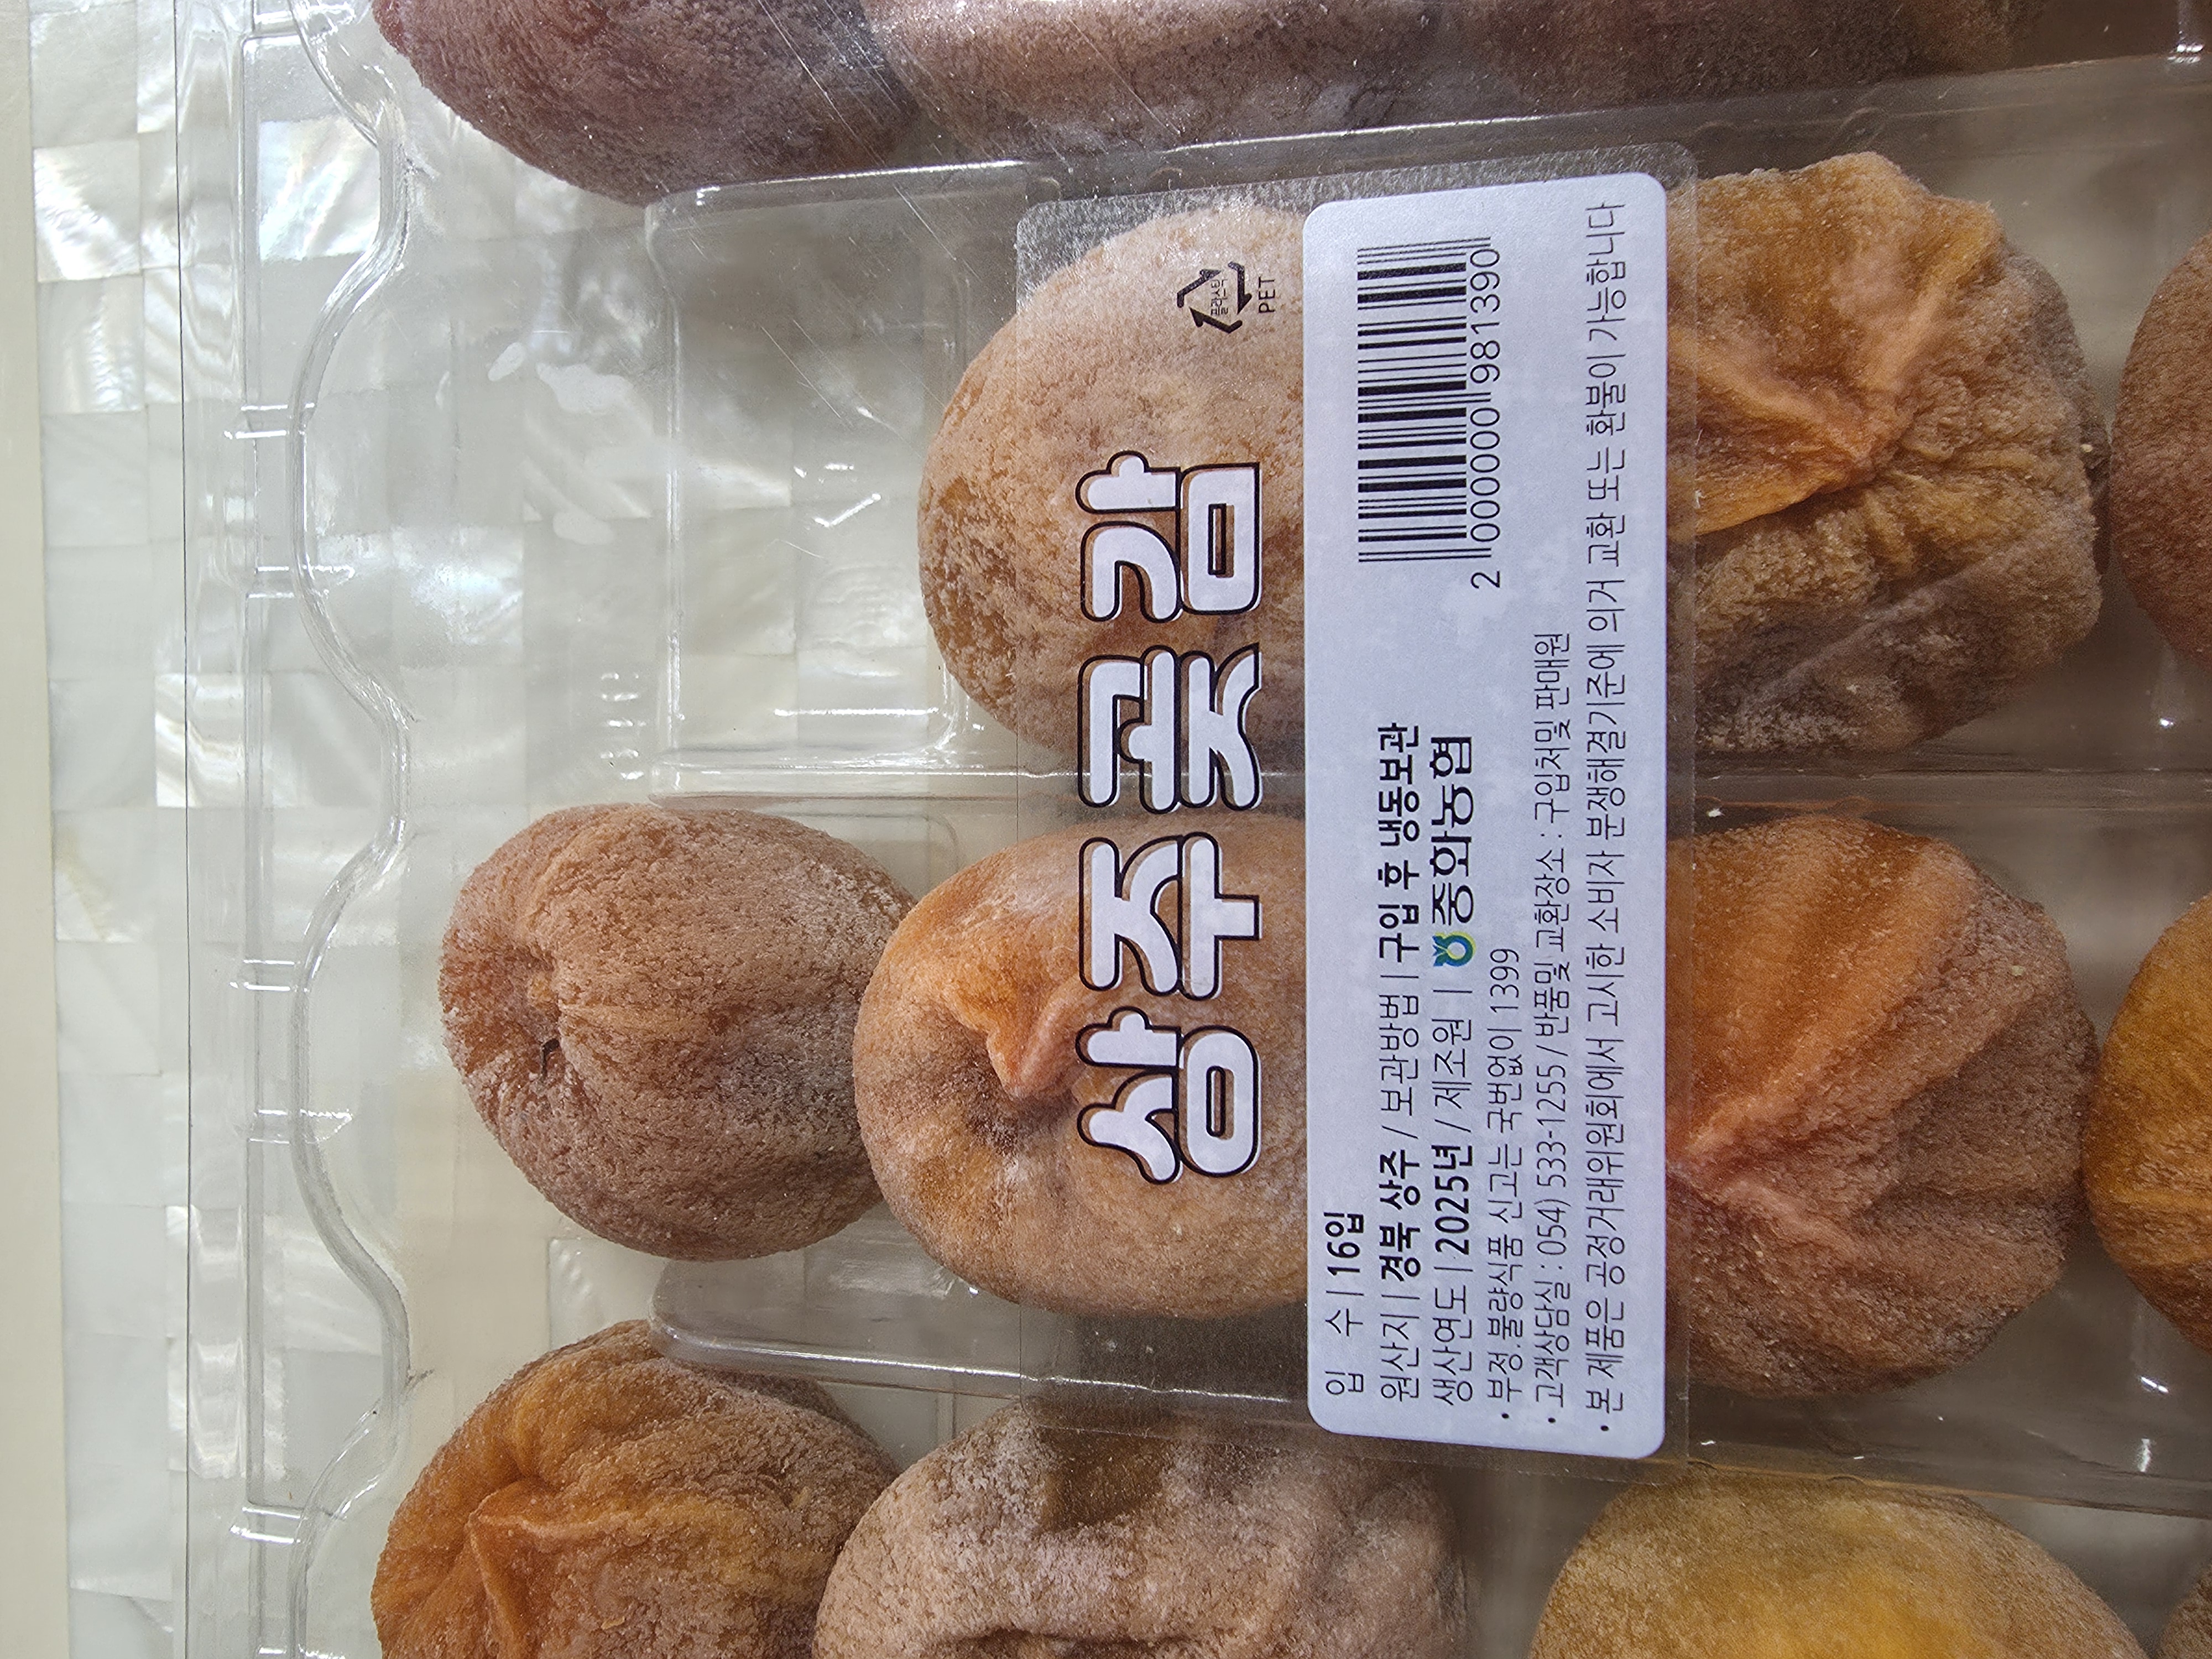 플라스틱
PET
상주곶감
입 수 | 16입
원산지 | 경북 상주 / 보관방법 | 구입 후 냉동보관
생산연도 | 2025년 / 제조원 | 중화농협
· 부정.불량식품 신고는 국번없이 1399
· 고객상담실 : 054) 533-1255 / 반품및 교환장소 : 구입처및 판매원
· 본 제품은 공정거래위원회에서 고시한 소비자 분쟁해결기준에 의거 교환 또는 환불이 가능합니다
2 000000 981390